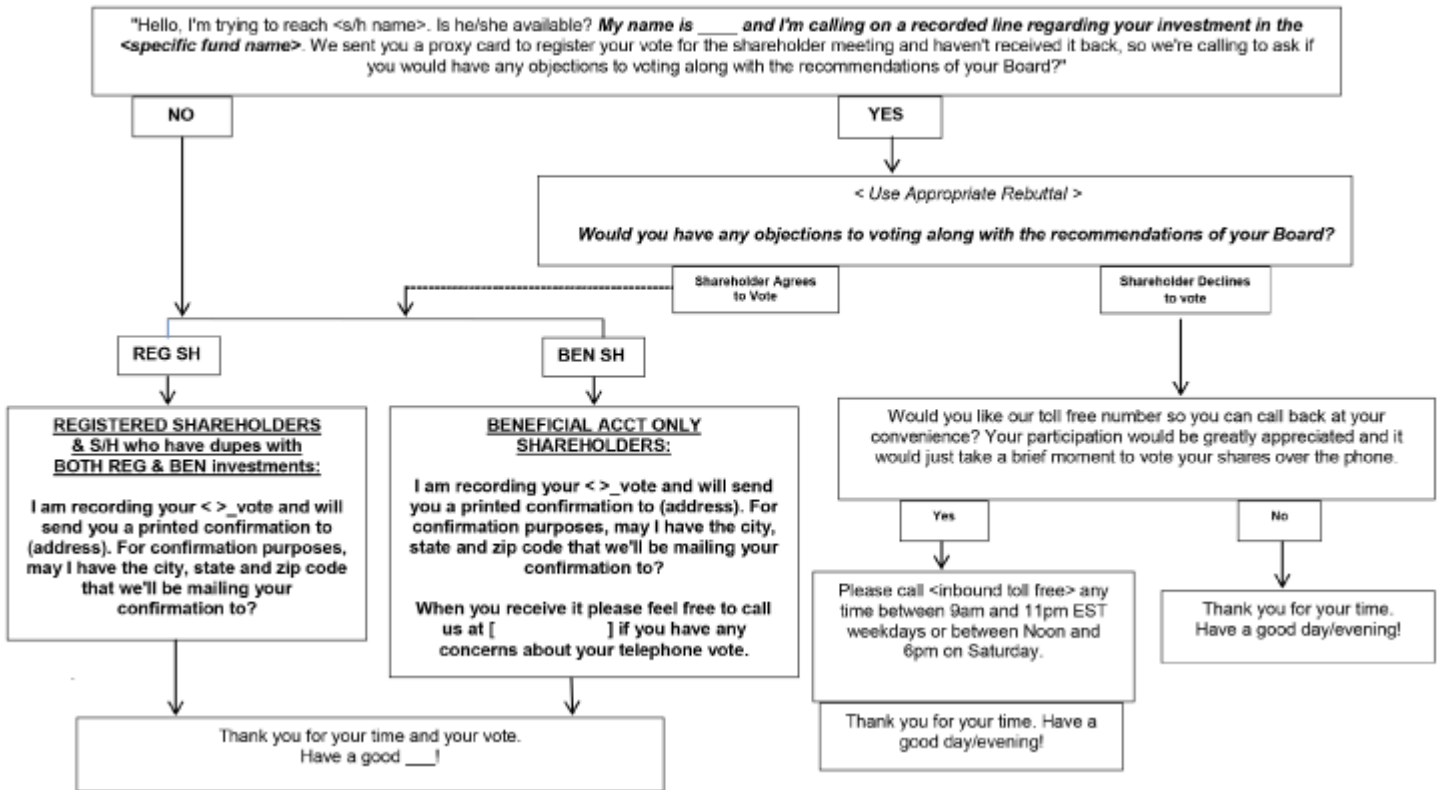 "Hello, I'm trying to reach <s/h name>. Is he/she available? My name is ____ and I'm calling on a recorded line regarding your investment in the
<specific fund name>. We sent you a proxy card to register your vote for the shareholder meeting and haven't received it back, so we're calling to ask if
you would have any objections to voting along with the recommendations of your Board?"
NO
YES
< Use Appropriate Rebuttal >
Would you have any objections to voting along with the recommendations of your Board?
Shareholder Agrees
to Vote
Shareholder Declines
to vote
REG SH
BEN SH
REGISTERED SHAREHOLDERS
& S/H who have dupes with
BOTH REG & BEN investments:
I am recording your < >_vote and will
send you a printed confirmation to
(address). For confirmation purposes,
may I have the city, state and zip code
that we'll be mailing your
confirmation to?
BENEFICIAL ACCT ONLY
SHAREHOLDERS:
I am recording your < >_vote and will send
you a printed confirmation to (address). For
confirmation purposes, may I have the city,
state and zip code that we'll be mailing your
confirmation to?
When you receive it please feel free to call
us at [ ] if you have any
concerns about your telephone vote.
Would you like our toll free number so you can call back at your
convenience? Your participation would be greatly appreciated and it
would just take a brief moment to vote your shares over the phone.
Yes
No
Please call <inbound toll free> any
time between 9am and 11pm EST
weekdays or between Noon and
6pm on Saturday.
Thank you for your time.
Have a good day/evening!
Thank you for your time. Have a
good day/evening!
Thank you for your time and your vote.
Have a good ___!